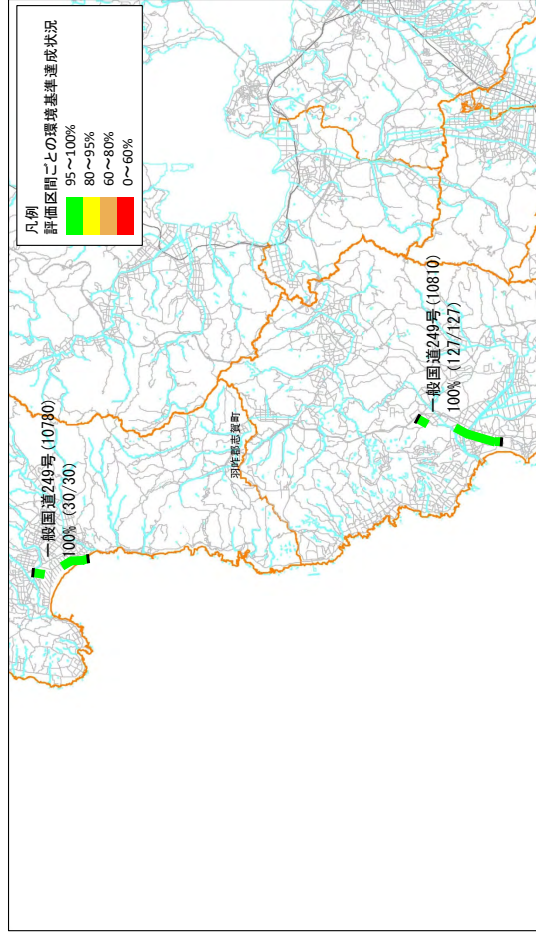 凡例
評価区間ごとの環境基準達成状況
95～100%
80～95%
60～80%
0～60%
一般国道249号(10780)
100% (30/30)
羽咋郡志賀町
一般国道249号(10810)
100% (127/127)